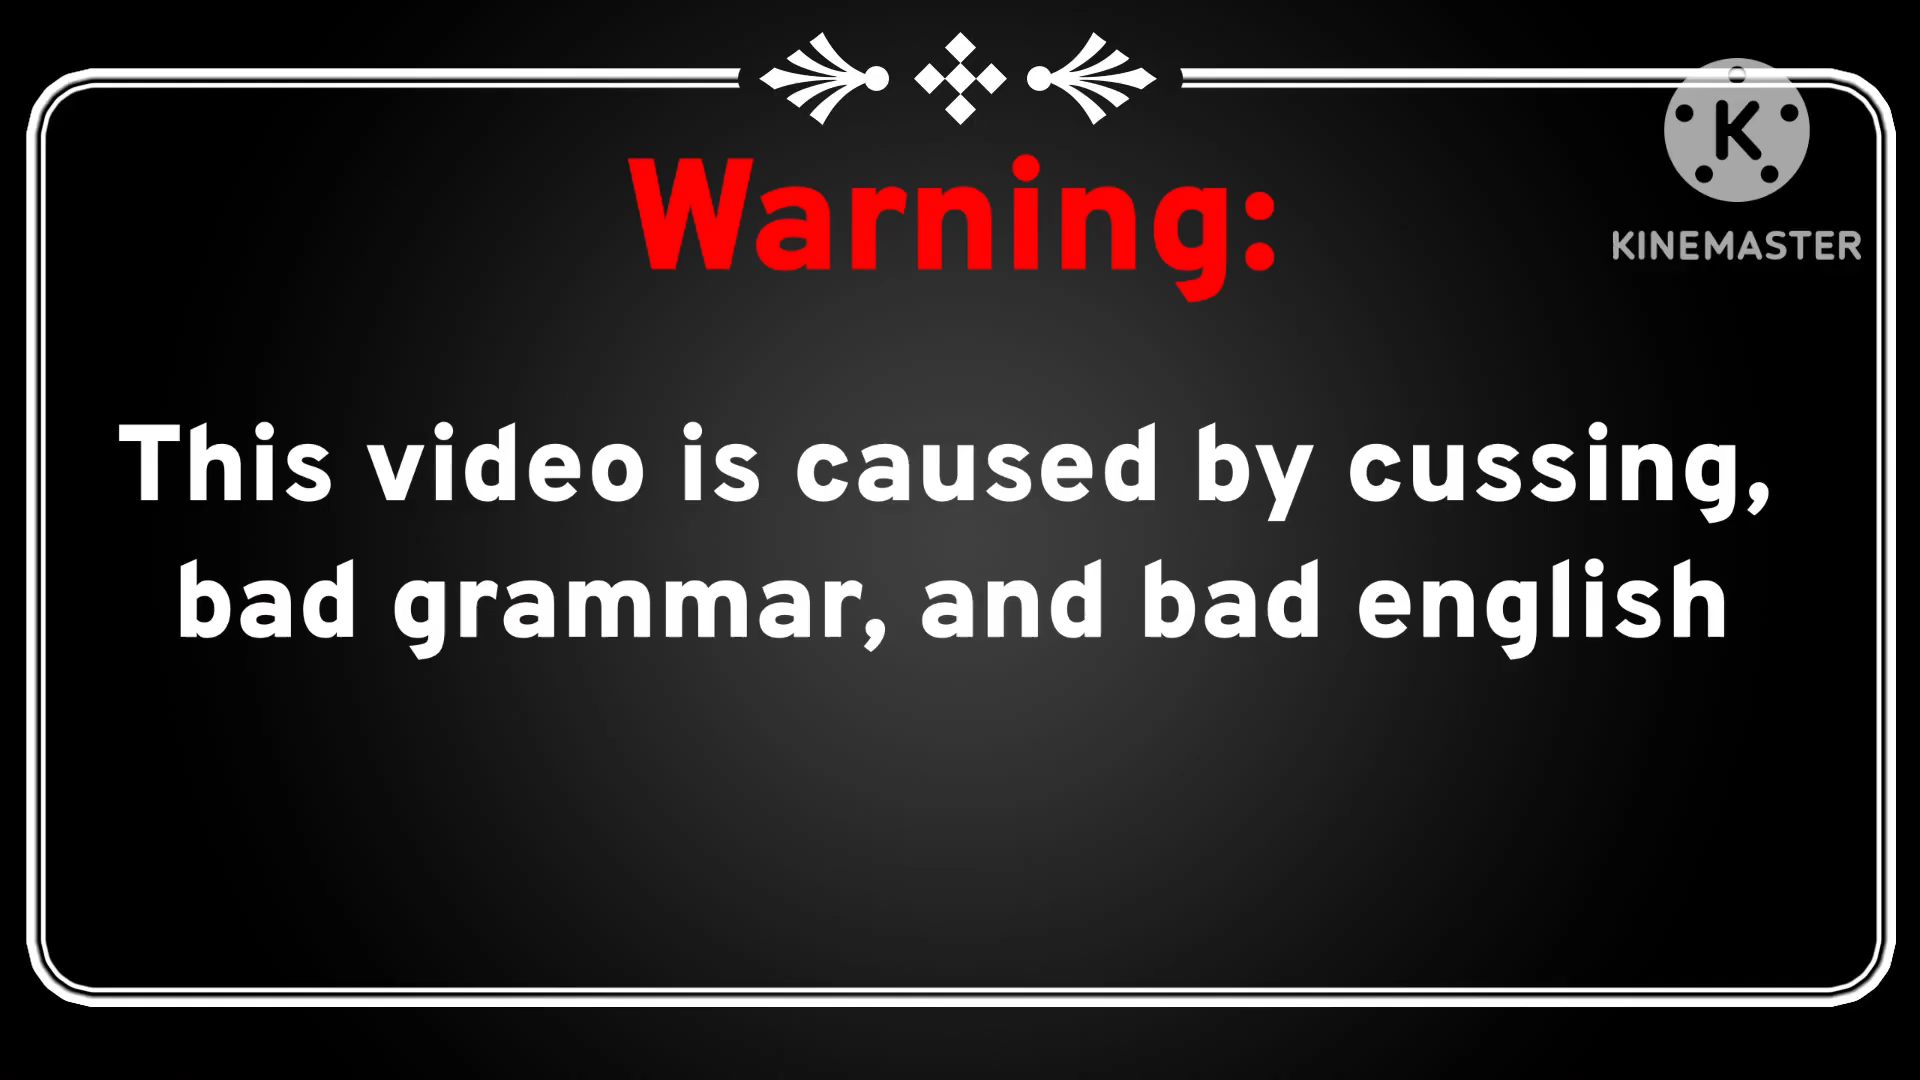 Warning:
K
KINEMASTER
This video is caused by cussing,
bad grammar, and bad english